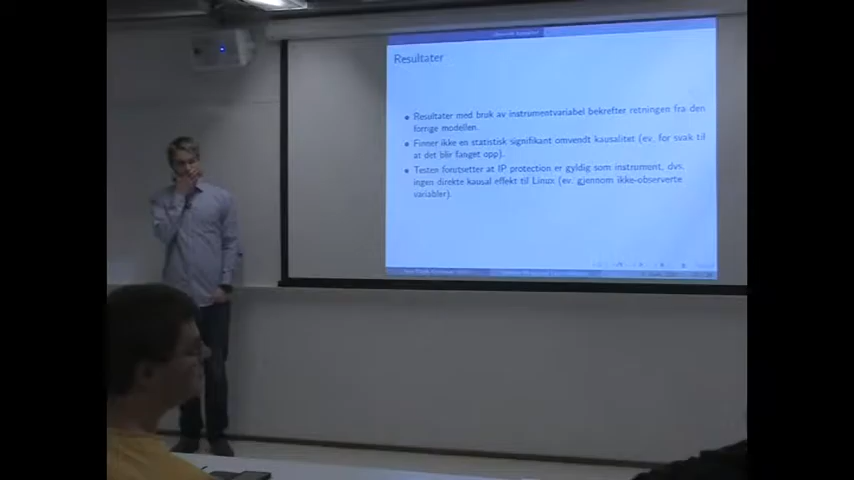 Resultater
Resultater med bruk av instrumentvariabel bekrefter retningen fra den
forrige modellen.
Finner ikke en statistisk signifikant omvendt kausalitet (ev. for svak til
at det blir fanget opp).
Testen forutsetter at IP protection er gyldig som instrument, dvs.
ingen direkte kausal effekt til Linux (ev. gjennom ikke-observerte
variabler).